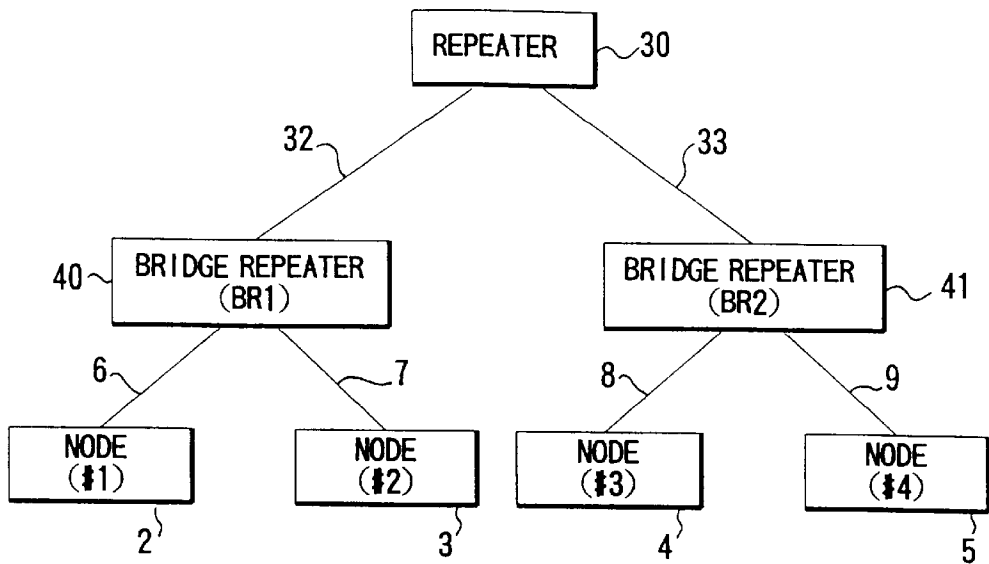 REPEATER
30
32
33
BRIDGE REPEATER
(BR1)
40
BRIDGE REPEATER
(BR2)
41
6
7
8
9
NODE
(#1)
NODE
(#2)
NODE
(#3)
NODE
(#4)
2
3
4
5